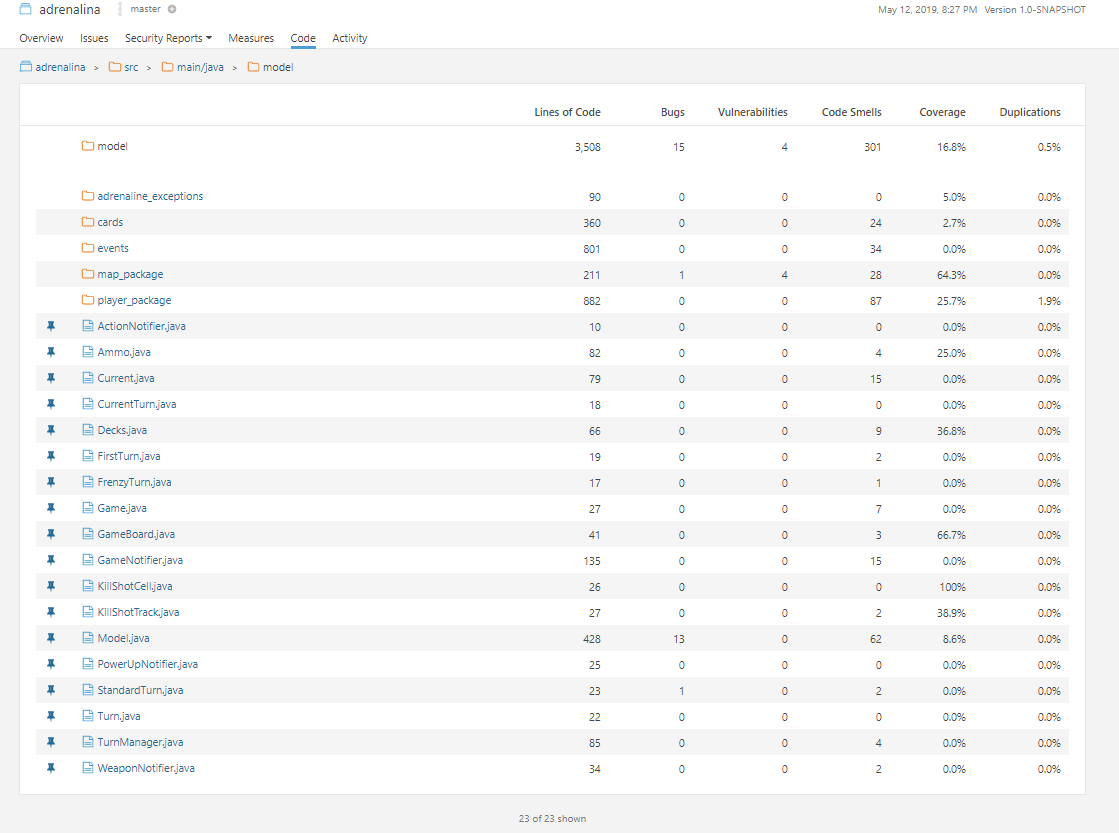 adrenalina master May 12, 2019, 8:27 PM Version 1.0-SNAPSHOT
Overview Issues Security Reports Measures Code Activity
adrenalina > src > main/java > model
Lines of Code Bugs Vulnerabilities Code Smells Coverage Duplications
model 3,508 15 4 301 16.8% 0.5%
adrenaline_exceptions 90 0 0 0 5.0% 0.0%
cards 360 0 0 24 2.7% 0.0%
events 801 0 0 34 0.0% 0.0%
map_package 211 1 4 28 64.3% 0.0%
player_package 882 0 0 87 25.7% 1.9%
ActionNotifier.java 10 0 0 0 0.0% 0.0%
Ammo.java 82 0 0 4 25.0% 0.0%
Current.java 79 0 0 15 0.0% 0.0%
CurrentTurn.java 18 0 0 0 0.0% 0.0%
Decks.java 66 0 0 9 36.8% 0.0%
FirstTurn.java 19 0 0 2 0.0% 0.0%
FrenzyTurn.java 17 0 0 1 0.0% 0.0%
Game.java 27 0 0 7 0.0% 0.0%
GameBoard.java 41 0 0 3 66.7% 0.0%
GameNotifier.java 135 0 0 15 0.0% 0.0%
KillShotCell.java 26 0 0 0 100% 0.0%
KillShotTrack.java 27 0 0 2 38.9% 0.0%
Model.java 428 13 0 62 8.6% 0.0%
PowerUpNotifier.java 25 0 0 0 0.0% 0.0%
StandardTurn.java 23 1 0 2 0.0% 0.0%
Turn.java 22 0 0 0 0.0% 0.0%
TurnManager.java 85 0 0 4 0.0% 0.0%
WeaponNotifier.java 34 0 0 2 0.0% 0.0%
23 of 23 shown